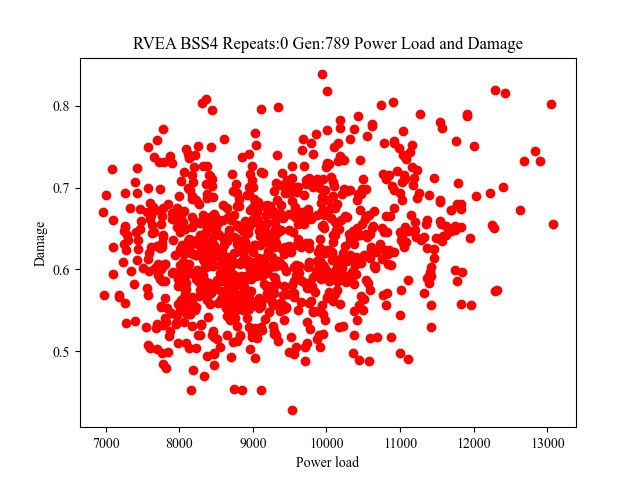 RVEA BSS4 Repeats:0 Gen:789 Power Load and Damage
0.8
0.7
0.6
0.5
Damage
7000 8000 9000 10000 11000 12000 13000
Power load